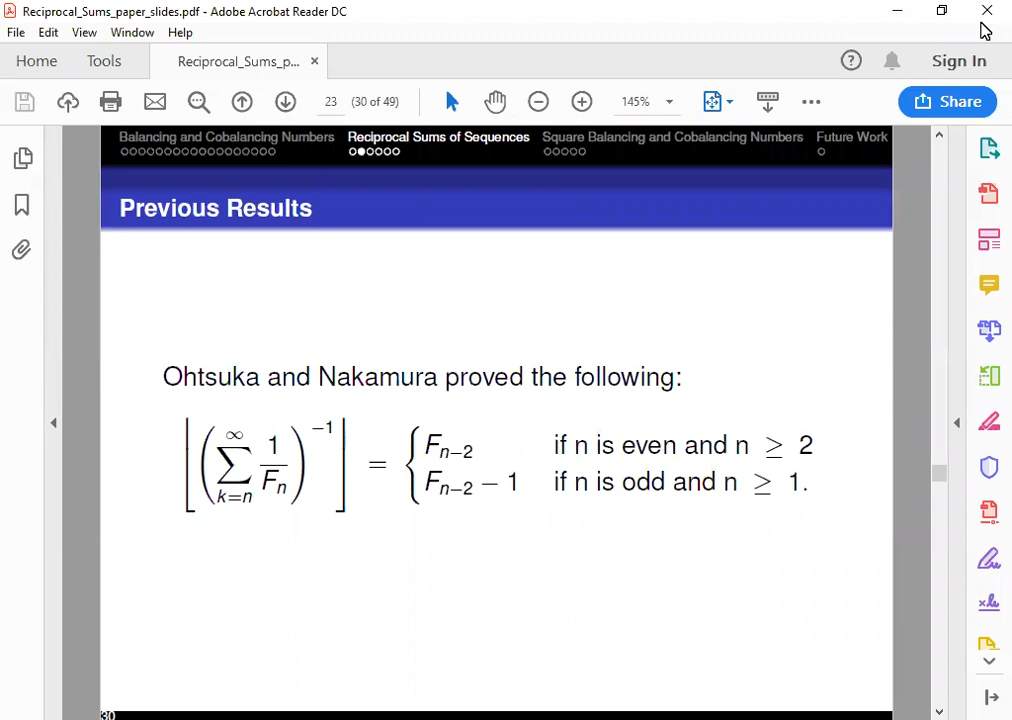 Reciprocal_Sums_paper_slides.pdf - Adobe Acrobat Reader DC
File Edit View Window Help
Home Tools Reciprocal_Sums_p... × Sign In
23 (30 of 49) 145% Share
Balancing and Cobalancing Numbers Reciprocal Sums of Sequences Square Balancing and Cobalancing Numbers Future Work
Previous Results
Ohtsuka and Nakamura proved the following:
⌊(∑_{k=n}^{∞} 1/F_n)^{−1}⌋ = { F_{n−2} if n is even and n ≥ 2
F_{n−2} − 1 if n is odd and n ≥ 1.
30